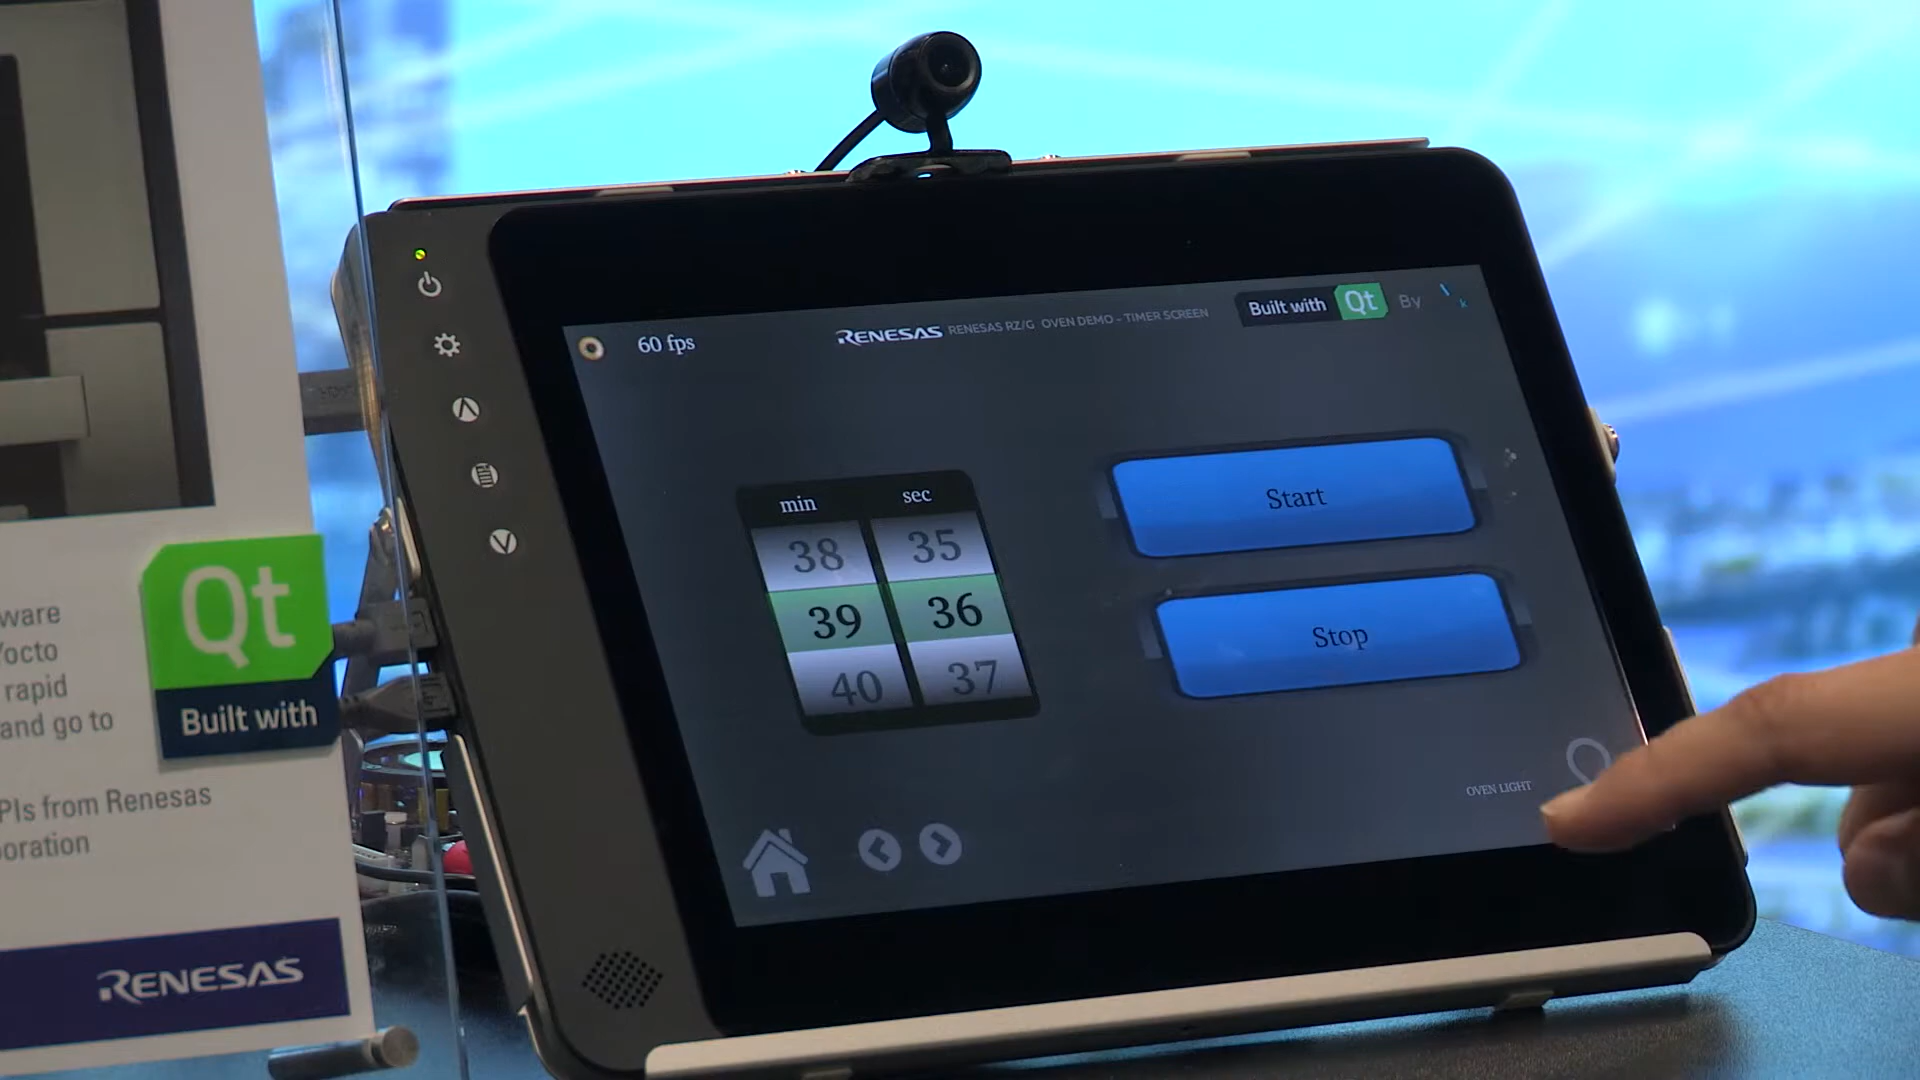 60 fps
RENESAS RENESAS RZ/G OVEN DEMO - TIMER SCREEN
Built with Qt By
min sec
38 35
39 36
40 37
Start
Stop
OVEN LIGHT
ware
Yocto
rapid
and go to
Qt
Built with
PIs from Renesas
oration
RENESAS